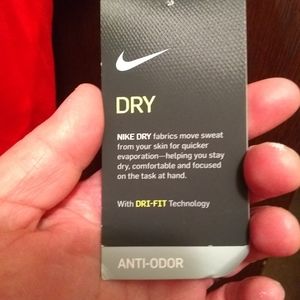 DRY
NIKE DRY fabrics move sweat
from your skin for quicker
evaporation—helping you stay
dry, comfortable and focused
on the task at hand.
With DRI-FIT Technology
ANTI-ODOR